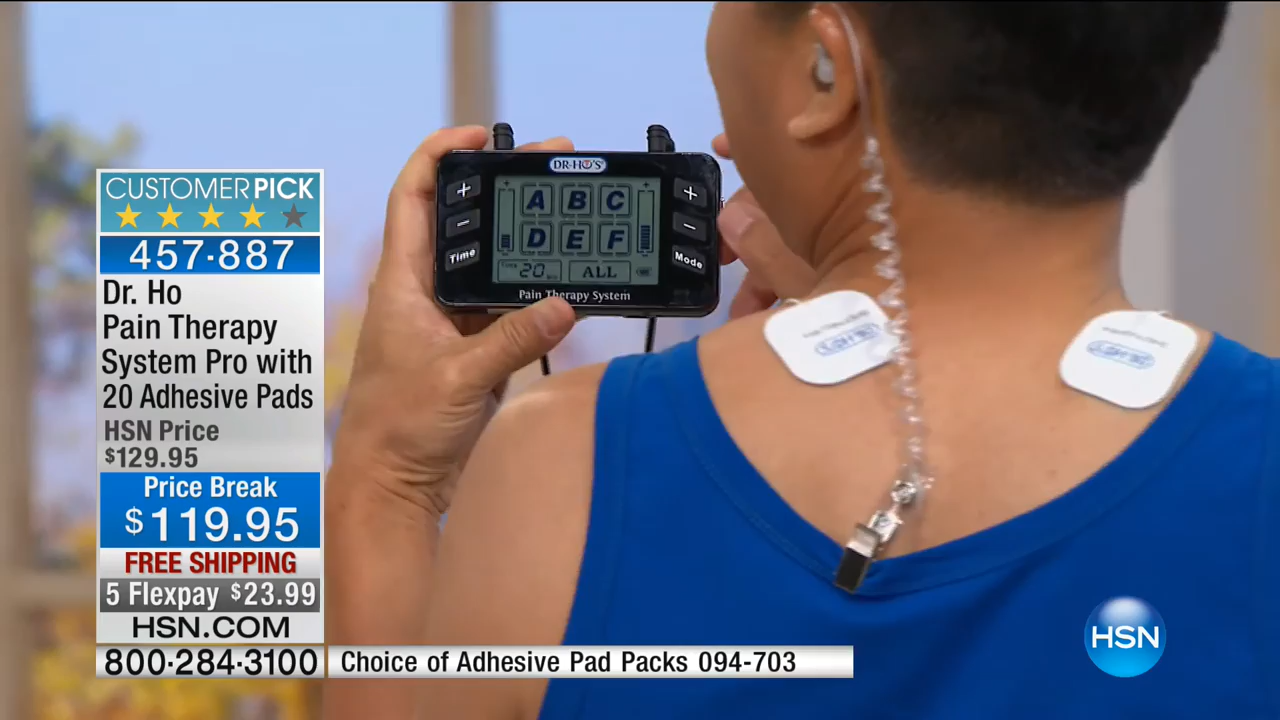 CUSTOMERPICK
457·887
Dr. Ho
Pain Therapy
System Pro with
20 Adhesive Pads
HSN Price
$129.95
Price Break
$119.95
FREE SHIPPING
5 Flexpay $23.99
HSN.COM
800·284·3100
Choice of Adhesive Pad Packs 094-703
HSN
DR-HO'S
+
+
A B C
-
-
D E F
Time
Mode
20
ALL
Pain Therapy System